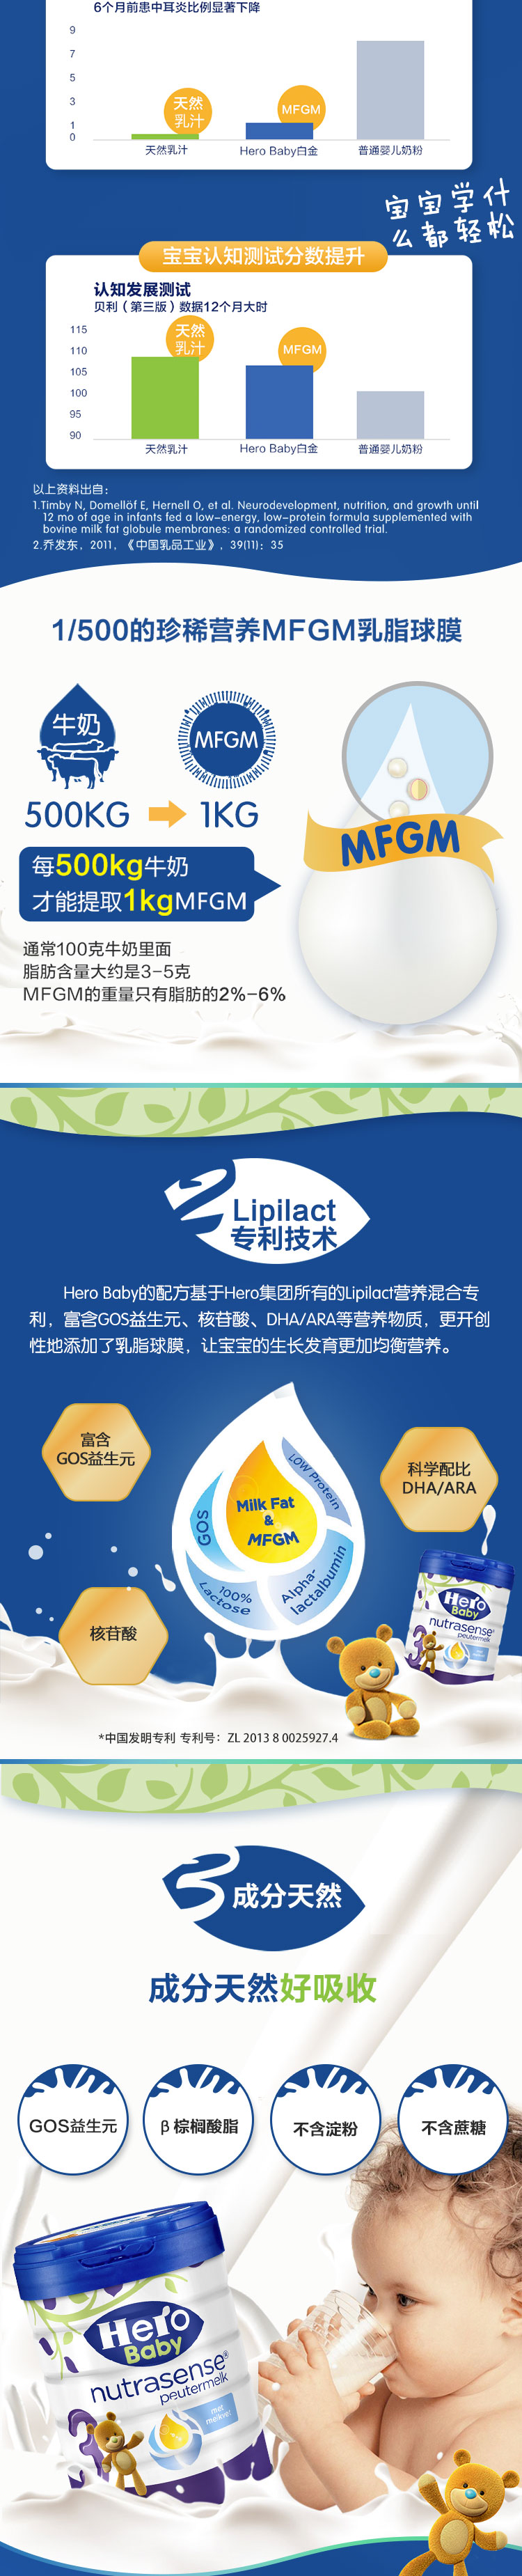 6个月前患中耳炎比例显著下降
9
7
5
3
1
0
天然
乳汁
MFGM
天然乳汁
Hero Baby白金
普通婴儿奶粉
宝宝学什
么都轻松
宝宝认知测试分数提升
认知发展测试
贝利（第三版）数据12个月大时
115
110
105
100
95
90
天然
乳汁
MFGM
天然乳汁
Hero Baby白金
普通婴儿奶粉
以上资料出自：
1.Timby N, Domellöf E, Hernell O, et al. Neurodevelopment, nutrition, and growth until
12 mo of age in infants fed a low-energy, low-protein formula supplemented with
bovine milk fat globule membranes: a randomized controlled trial.
2.乔发东，2011，《中国乳品工业》，39(11)：35
1/500的珍稀营养MFGM乳脂球膜
牛奶
MFGM
500KG
1KG
MFGM
每500kg牛奶
才能提取1kgMFGM
通常100克牛奶里面
脂肪含量大约是3-5克
MFGM的重量只有脂肪的2%-6%
2
Lipilact
专利技术
Hero Baby的配方基于Hero集团所有的Lipilact营养混合专
利，富含GOS益生元、核苷酸、DHA/ARA等营养物质，更开创
性地添加了乳脂球膜，让宝宝的生长发育更加均衡营养。
富含
GOS益生元
科学配比
DHA/ARA
核苷酸
LOW Protein
Milk Fat
&
MFGM
GOS
100%
Lactose
Alpha-
lactalbumin
Hero
Baby
nutrasense®
peutermelk
3
*中国发明专利 专利号：ZL 2013 8 0025927.4
3
成分天然
成分天然好吸收
GOS益生元
β 棕榈酸脂
不含淀粉
不含蔗糖
Hero
Baby
nutrasense®
peutermelk
met
melkvet
3